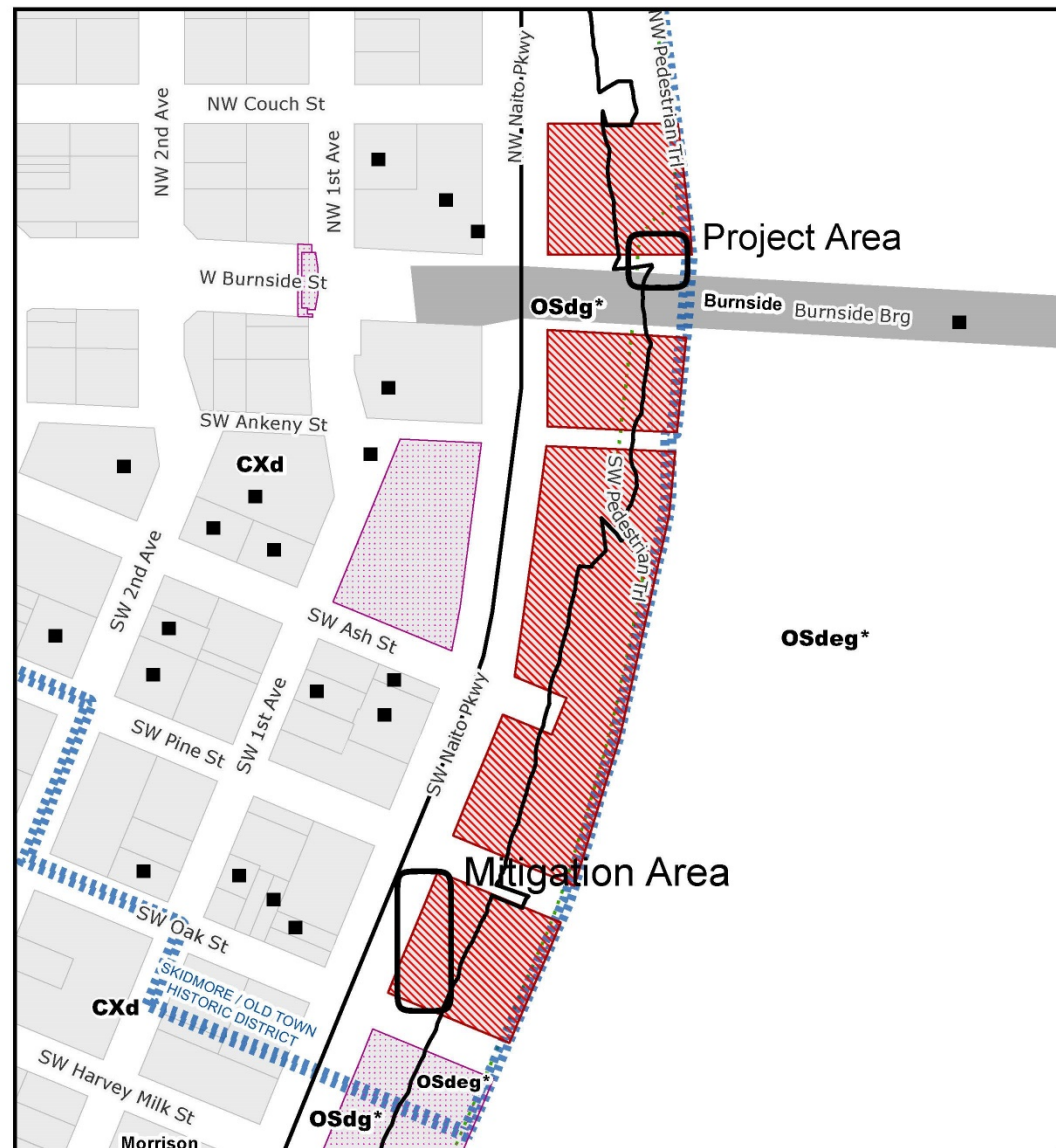 NW Couch St
NW 2nd Ave
NW 1st Ave
NW Naito Pkwy
NW Pedestrian Trl
Project Area
W Burnside St
OSdg*
Burnside
Burnside Brg
SW Ankeny St
CXd
SW Pedestrian Trl
SW 2nd Ave
SW Ash St
OSdeg*
SW 1st Ave
SW Naito Pkwy
SW Pine St
Mitigation Area
SW Oak St
SKIDMORE / OLD TOWN
HISTORIC DISTRICT
CXd
SW Harvey Milk St
OSdeg*
OSdg*
Morrison